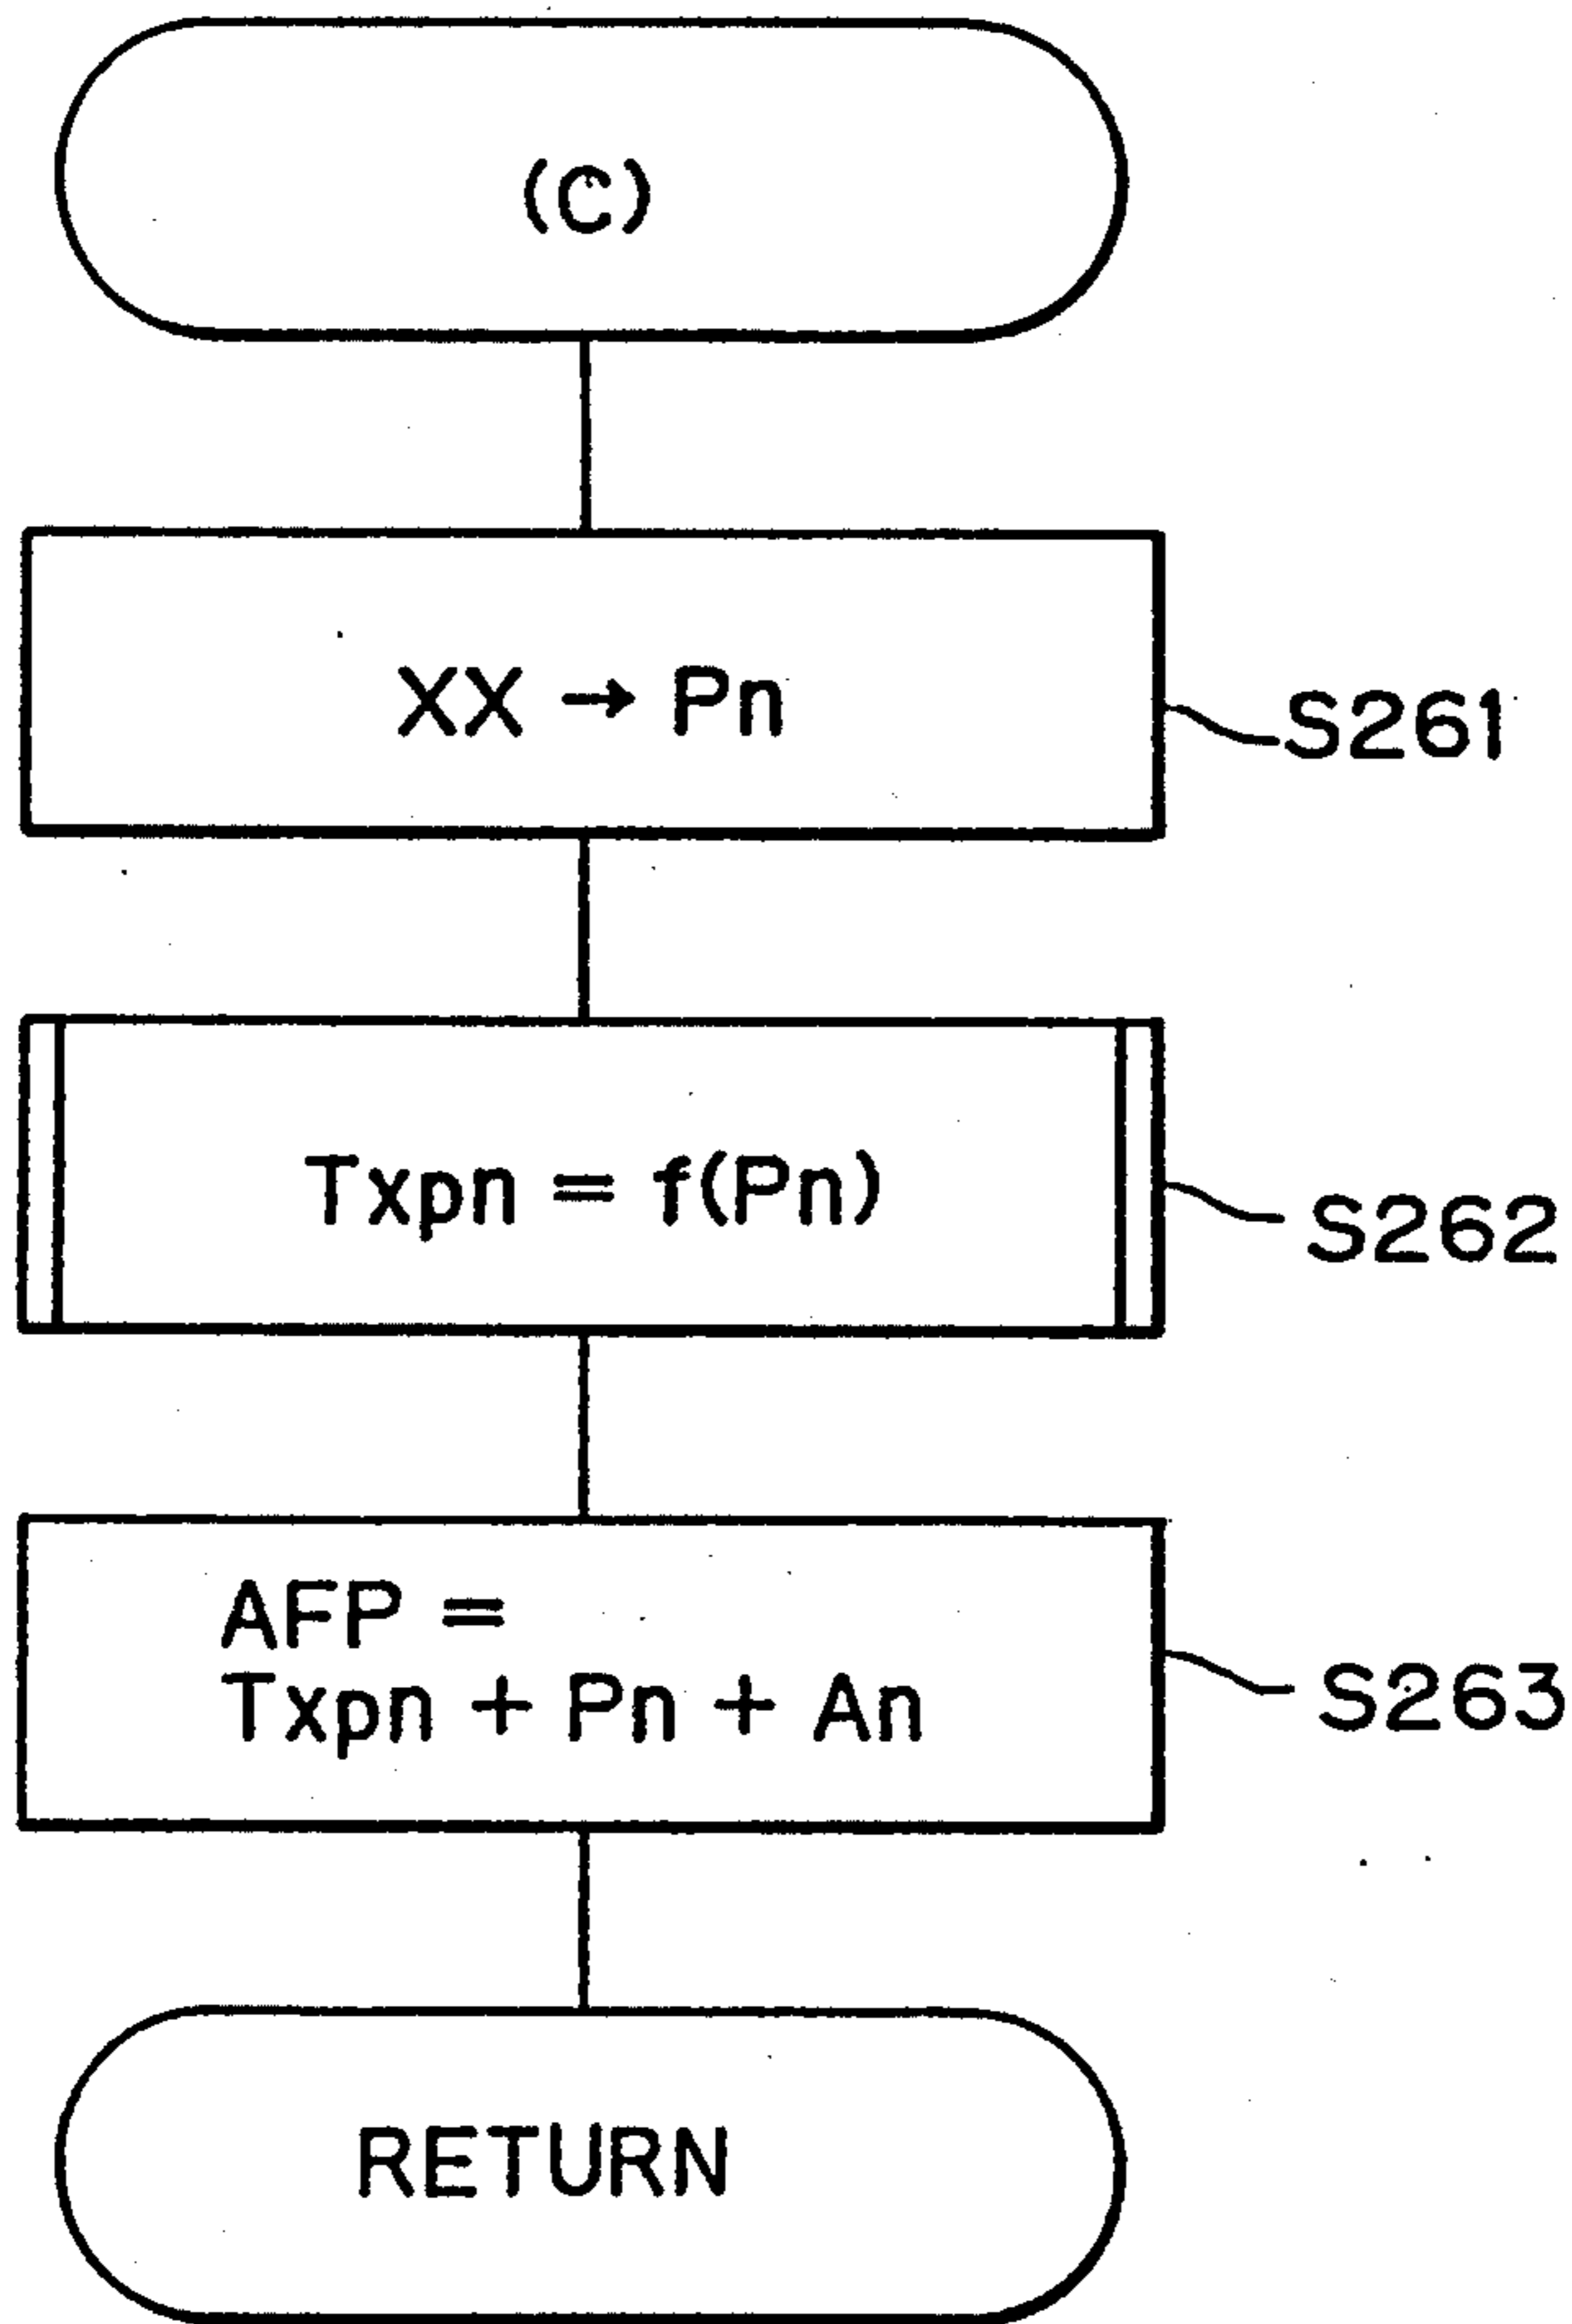 (C)
XX → Pn
S261
Txpn = f(Pn)
S262
AFP =
Txpn + Pn + An
S263
RETURN